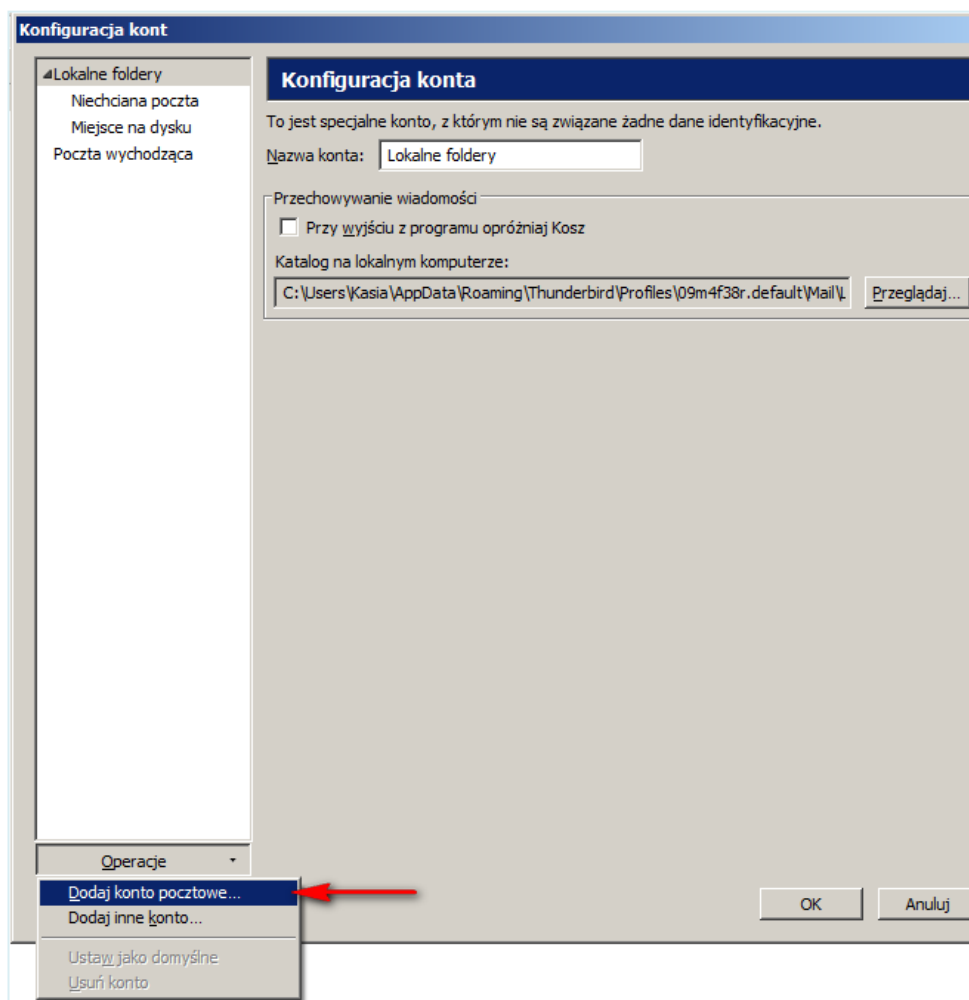 Konfiguracja kont
Lokalne foldery
Niechciana poczta
Miejsce na dysku
Poczta wychodząca
Konfiguracja konta
To jest specjalne konto, z którym nie są związane żadne dane identyfikacyjne.
Nazwa konta: Lokalne foldery
Przechowywanie wiadomości
Przy wyjściu z programu opróżniaj Kosz
Katalog na lokalnym komputerze:
C:\Users\Kasia\AppData\Roaming\Thunderbird\Profiles\09m4f38r.default\Mail\ Przeglądaj...
Operacje
Dodaj konto pocztowe...
Dodaj inne konto...
Ustaw jako domyślne
Usuń konto
OK Anuluj